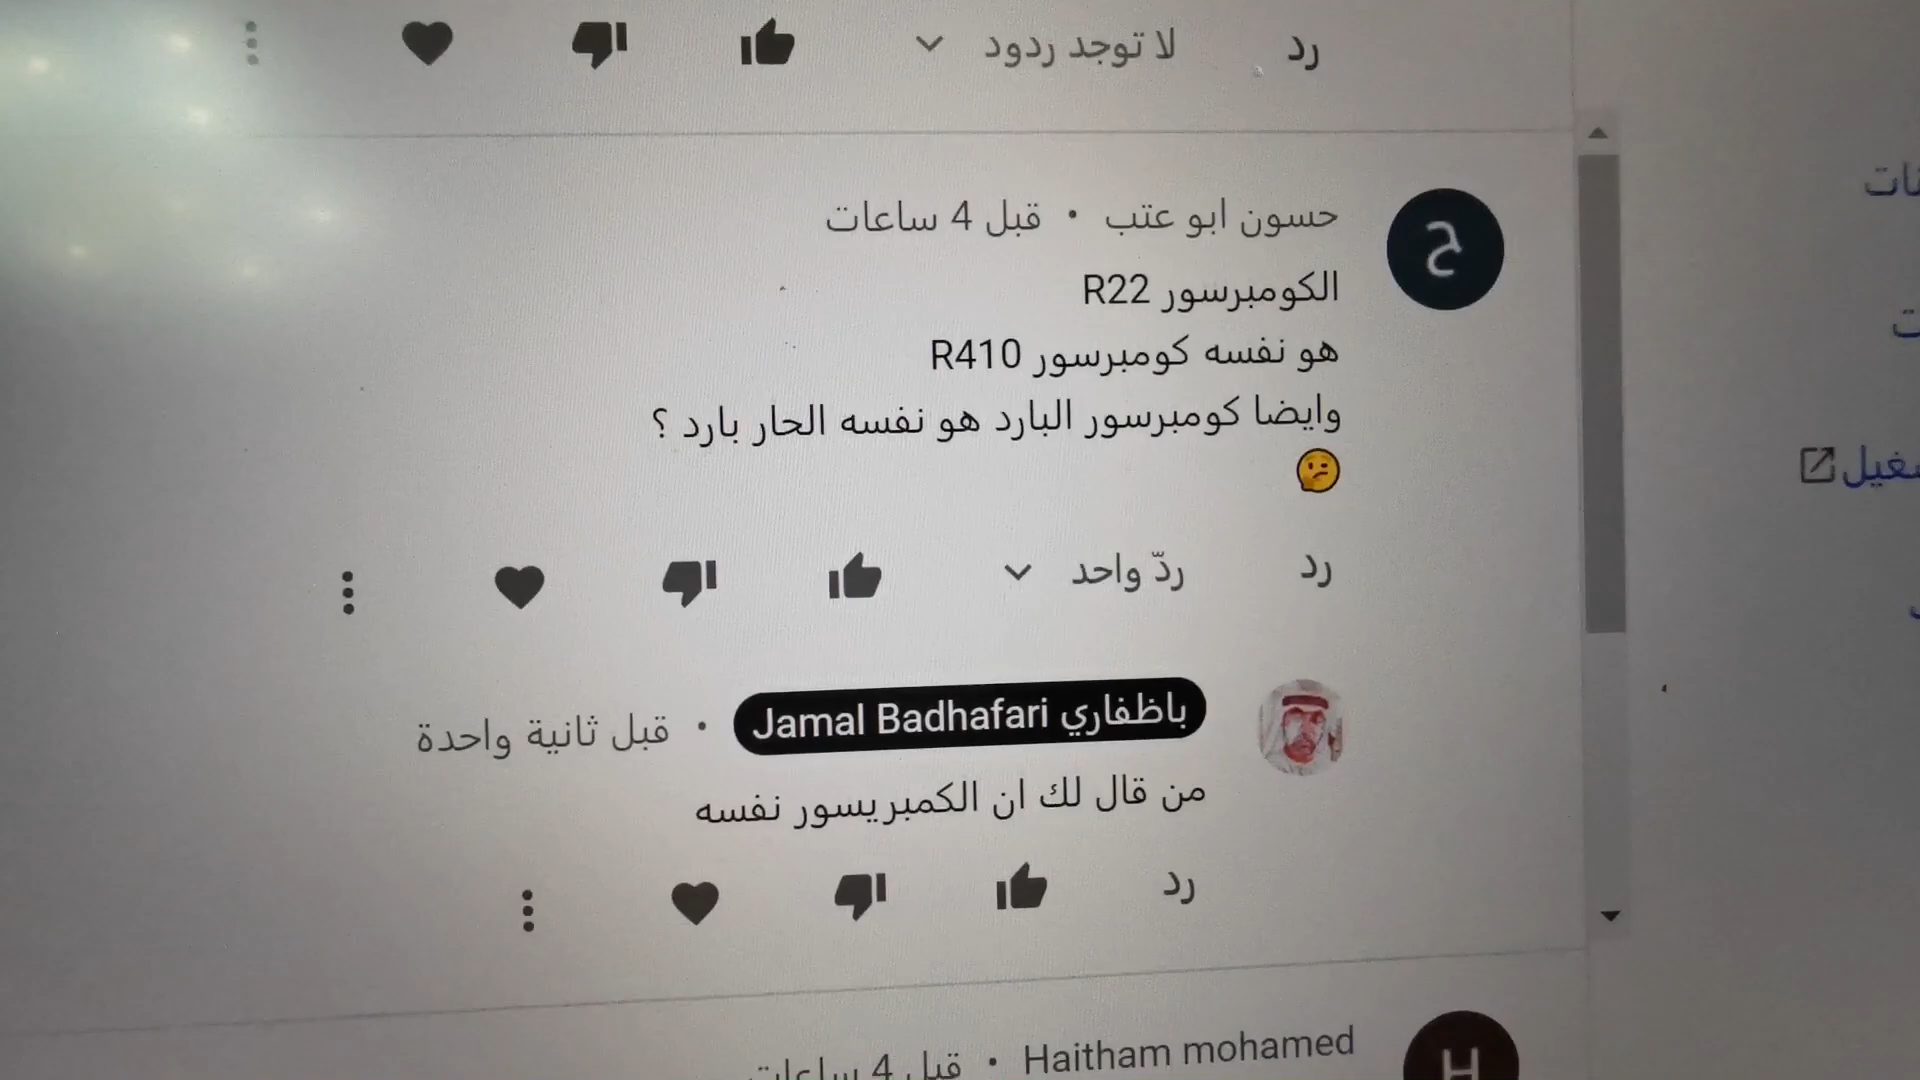 رد لا توجد ردود
حسون ابو عتب • قبل 4 ساعات
ح
الكومبرسور R22
هو نفسه كومبرسور R410
وايضا كومبرسور البارد هو نفسه الحار بارد ؟
🤔
رد ردّ واحد
Jamal Badhafari باظفاري • قبل ثانية واحدة
من قال لك ان الكمبريسور نفسه
رد
Haitham mohamed • قبل 4 ساعات
H